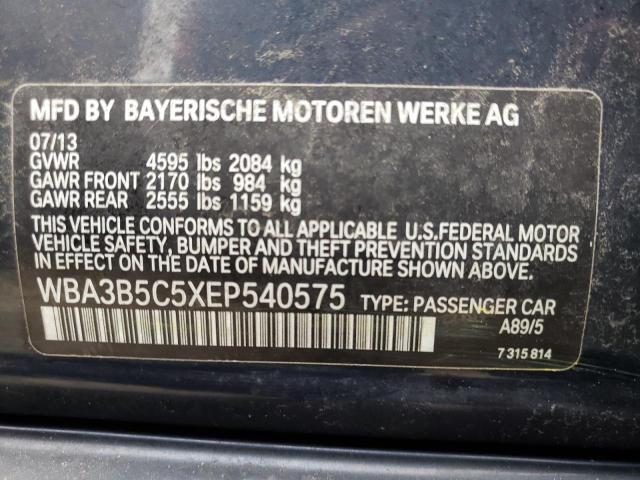 MFD BY BAYERISCHE MOTOREN WERKE AG
07/13
GVWR 4595 lbs 2084 kg
GAWR FRONT 2170 lbs 984 kg
GAWR REAR 2555 lbs 1159 kg
THIS VEHICLE CONFORMS TO ALL APPLICABLE U.S.FEDERAL MOTOR
VEHICLE SAFETY, BUMPER AND THEFT PREVENTION STANDARDS
IN EFFECT ON THE DATE OF MANUFACTURE SHOWN ABOVE.
WBA3B5C5XEP540575 TYPE: PASSENGER CAR
A89/5
7 315 814